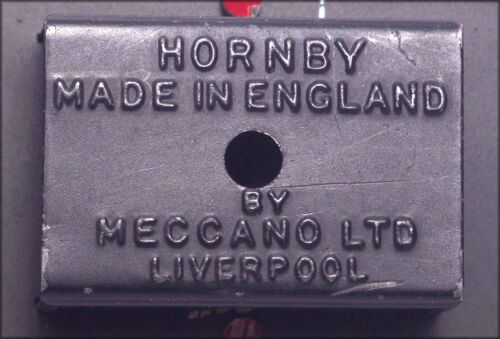 HORNBY
MADE IN ENGLAND
BY
MECCANO LTD
LIVERPOOL